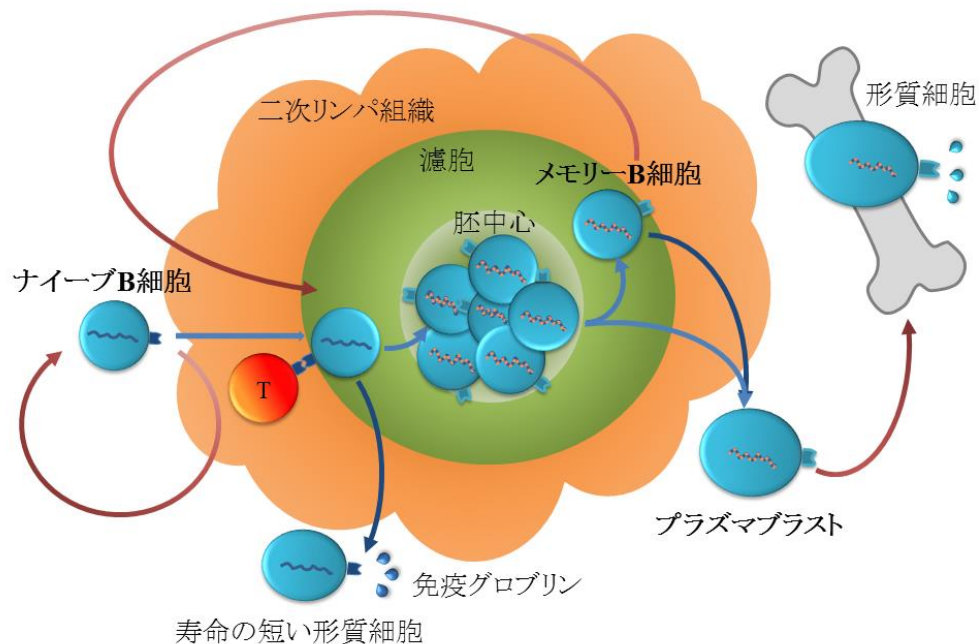 二次リンパ組織
濾胞
胚中心
メモリーB細胞
形質細胞
ナイーブB細胞
T
プラズマブラスト
免疫グロブリン
寿命の短い形質細胞